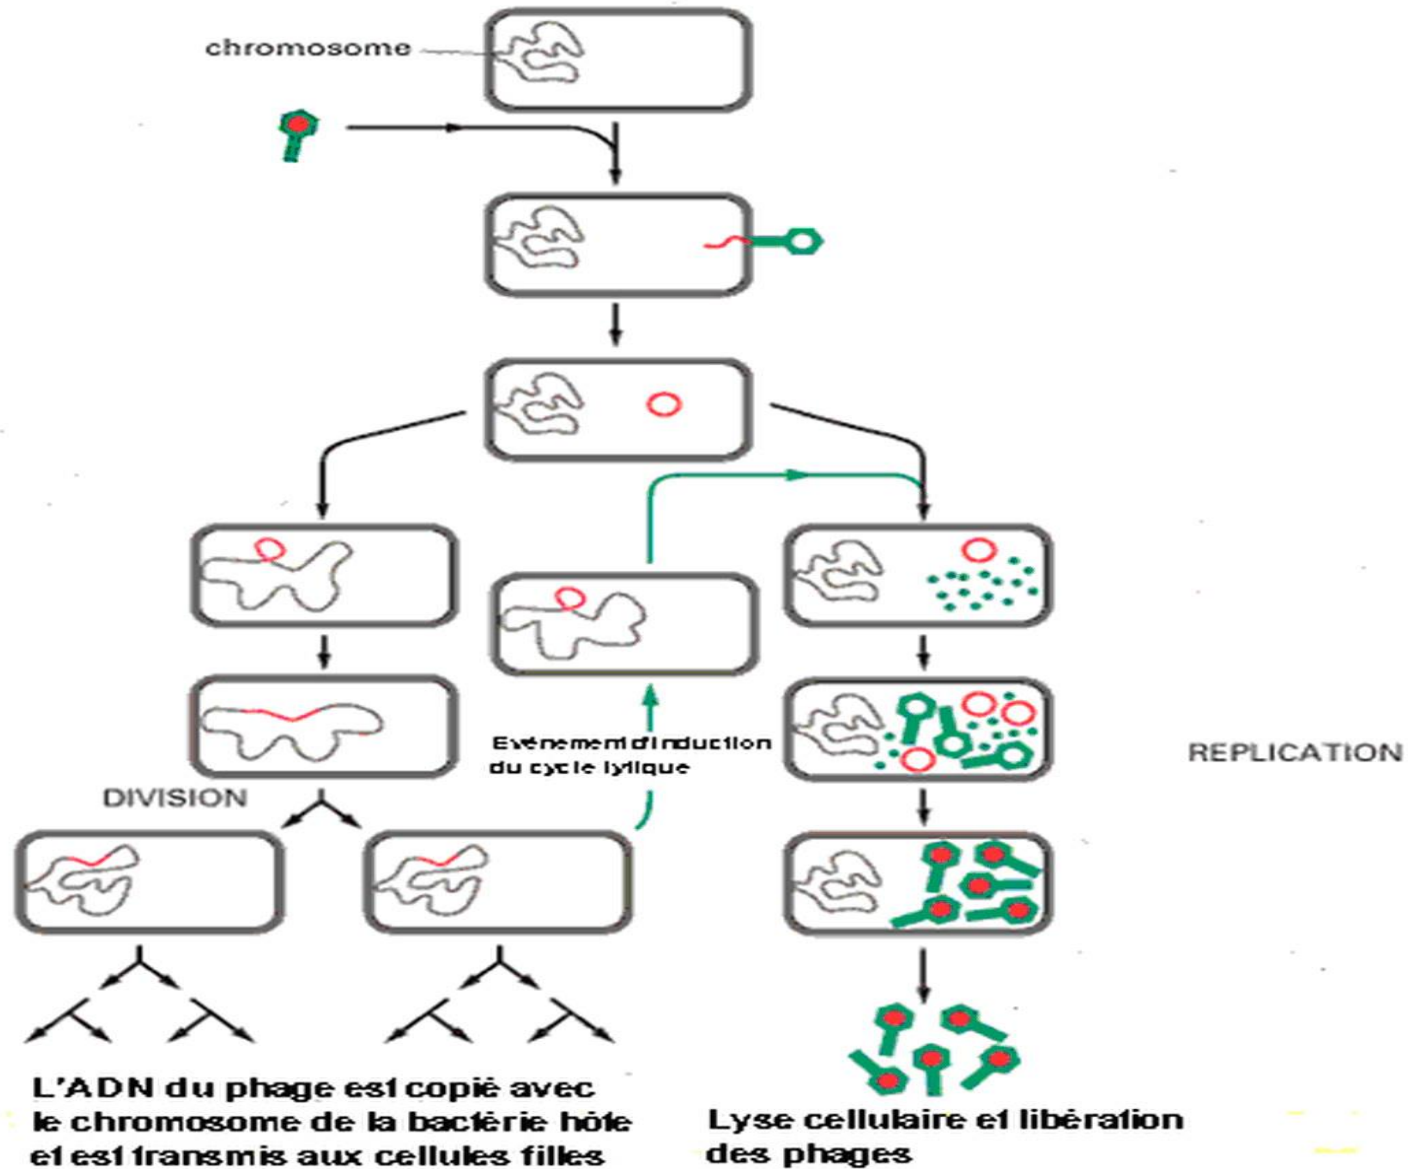 chromosome
Evénement d'induction
du cycle lytique
REPLICATION
DIVISION
L'ADN du phage est copié avec
le chromosome de la bactérie hôte
et est transmis aux cellules filles
Lyse cellulaire et libération
des phages